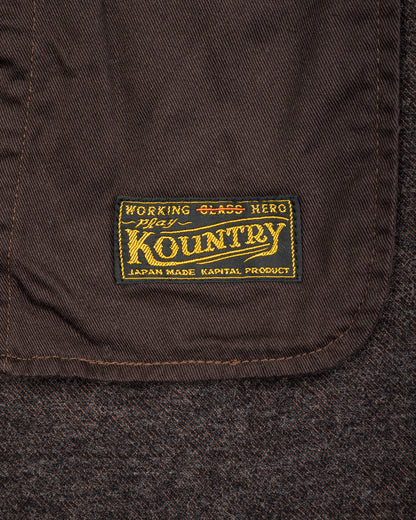 WORKING CLASS HERO
play
KOUNTRY
JAPAN MADE KAPITAL PRODUCT